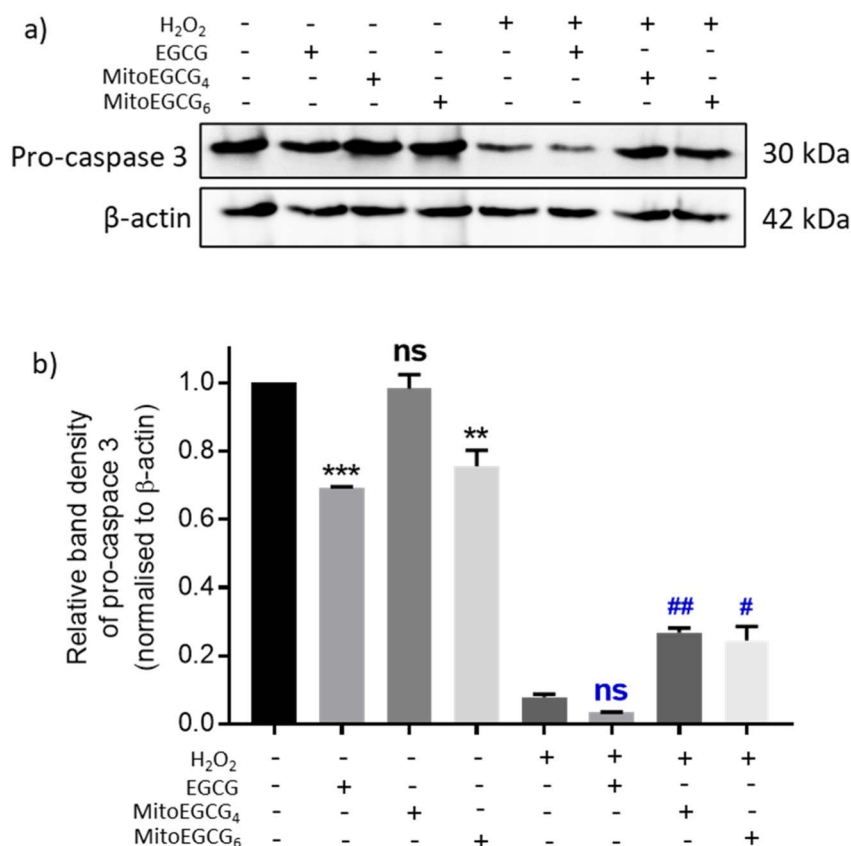 a)
H₂O₂ - - - - + + + +
EGCG - + - - - + - -
MitoEGCG₄ - - + - - - + -
MitoEGCG₆ - - - + - - - +
Pro-caspase 3 30 kDa
β-actin 42 kDa
b)
Relative band density
of pro-caspace 3
(normalised to β-actin)
1.0
0.8
0.6
0.4
0.2
0.0
*** ns ** ns ## #
H₂O₂ - - - - + + + +
EGCG - + - - - + - -
MitoEGCG₄ - - + - - - + -
MitoEGCG₆ - - - + - - - +